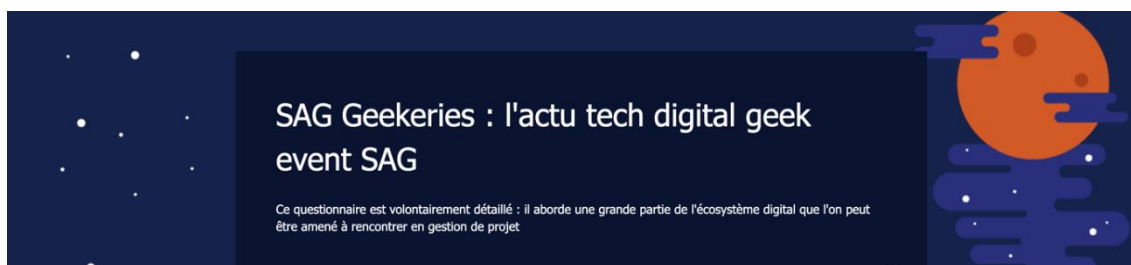 SAG Geekeries : l'actu tech digital geek
event SAG
Ce questionnaire est volontairement détaillé : il aborde une grande partie de l'écosystème digital que l'on peut
être amené à rencontrer en gestion de projet